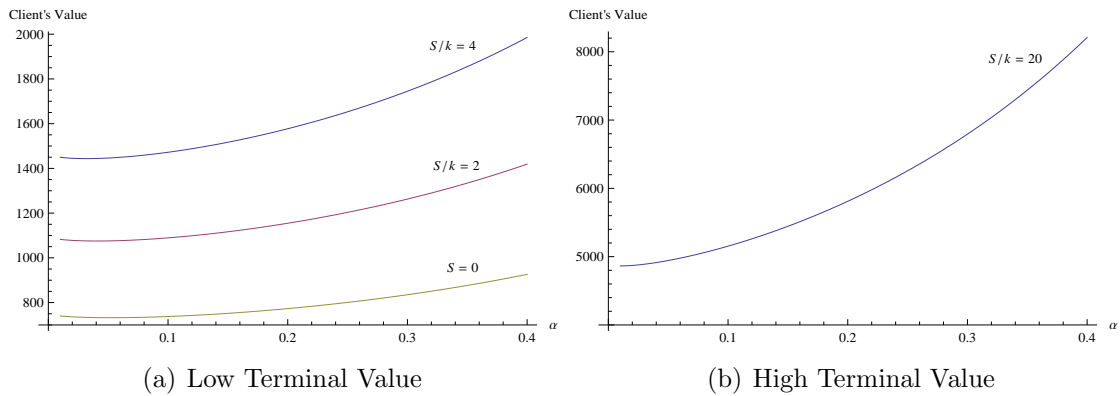 Client's Value
2000
1800
1600
1400
1200
1000
800
S/k = 4
S/k = 2
S = 0
0.1 0.2 0.3 0.4 α
(a) Low Terminal Value
Client's Value
8000
7000
6000
5000
S/k = 20
0.1 0.2 0.3 0.4 α
(b) High Terminal Value